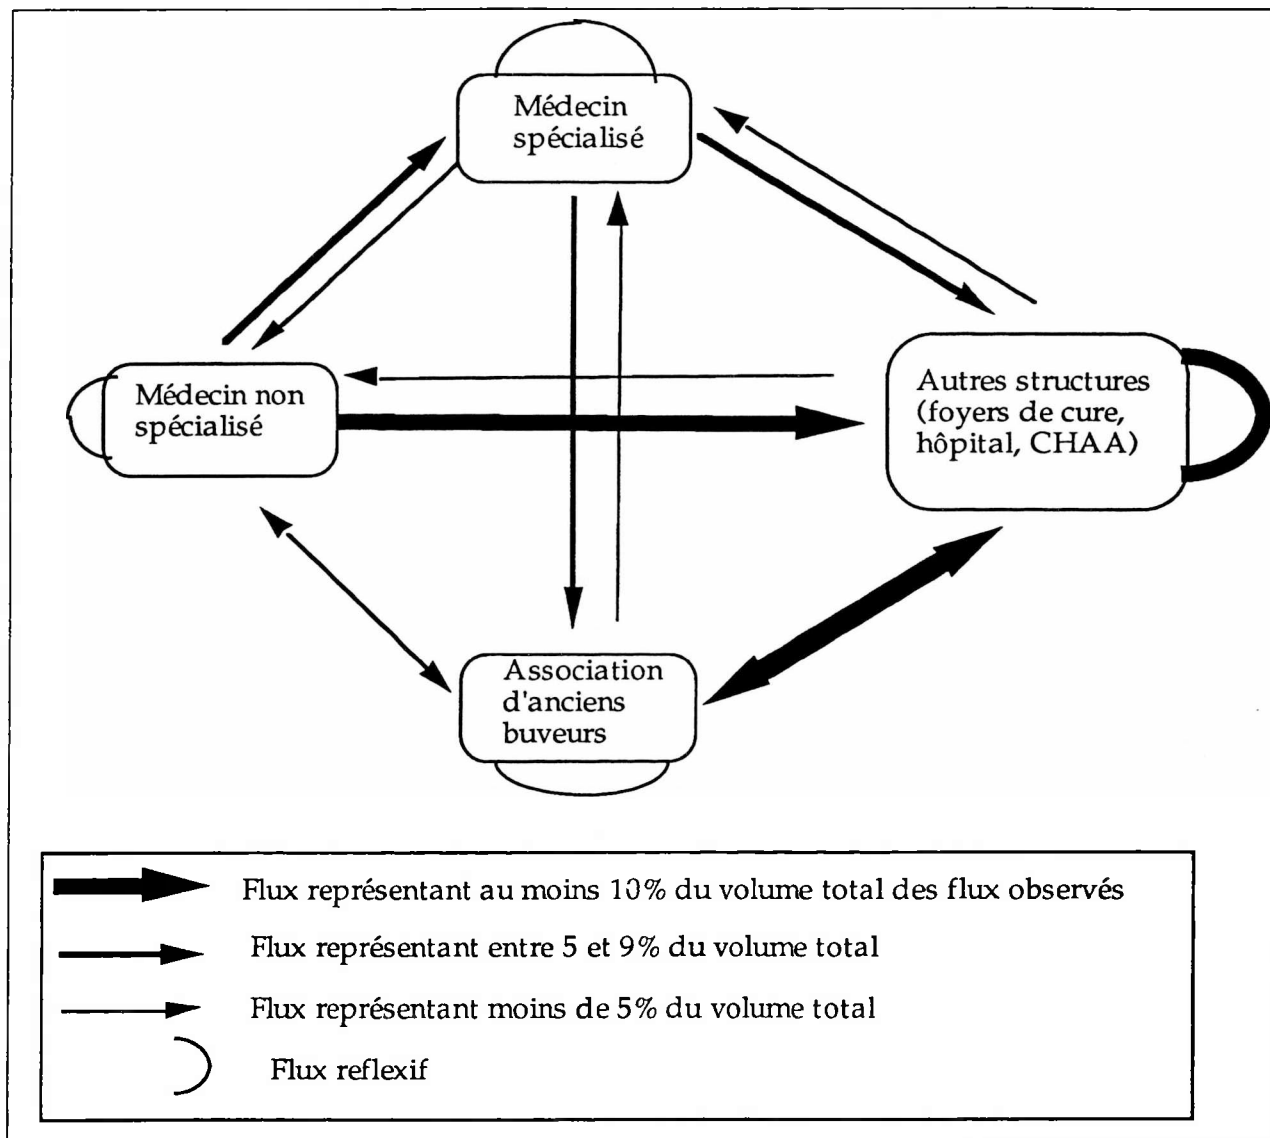 Médecin
spécialisé
Médecin non
spécialisé
Autres structures
(foyers de cure,
hôpital, CHAA)
Association
d'anciens
buveurs
Flux représentant au moins 10% du volume total des flux observés
Flux représentant entre 5 et 9% du volume total
Flux représentant moins de 5% du volume total
Flux reflexif